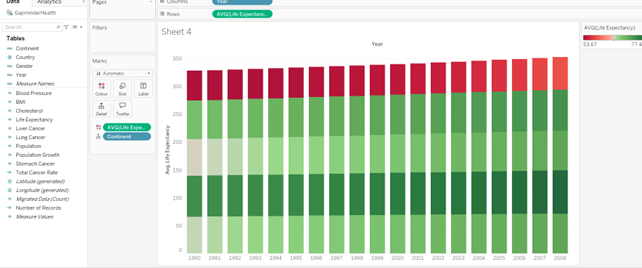 Data
Analytics
GapminderHealth
Search
Tables
Continent
Country
Gender
Year
Measure Names
Blood Pressure
BMI
Cholesterol
Life Expectancy
Liver Cancer
Lung Cancer
Population
Population Growth
Stomach Cancer
Total Cancer Rate
Latitude (generated)
Longitude (generated)
Migrated Data (Count)
Number of Records
Measure Values
Pages
Filters
Marks
Automatic
Colour
Size
Label
Detail
Tooltip
AVG(Life Expe..
Continent
Columns
Year
Rows
AVG(Life Expectanc..
Sheet 4
Year
Avg. Life Expectancy
350
300
250
200
150
100
50
0
1990 1991 1992 1993 1994 1995 1996 1997 1998 1999 2000 2001 2002 2003 2004 2005 2006 2007 2008
AVG(Life Expectancy)
53.67
77.4